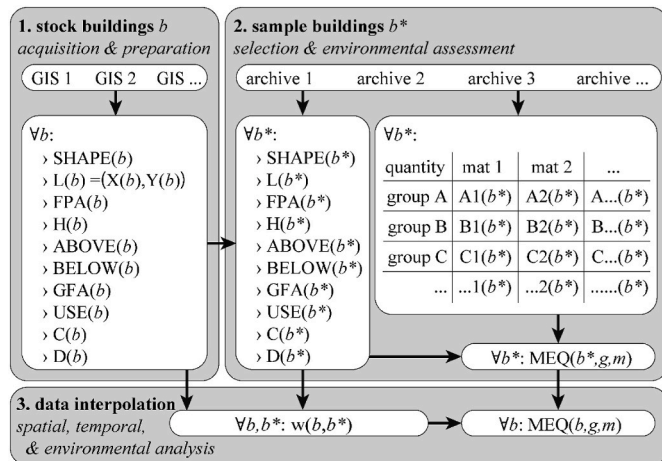 1. stock buildings b
acquisition & preparation
GIS 1 GIS 2 GIS ...
∀b:
› SHAPE(b)
› L(b) =(X(b),Y(b))
› FPA(b)
› H(b)
› ABOVE(b)
› BELOW(b)
› GFA(b)
› USE(b)
› C(b)
› D(b)
2. sample buildings b*
selection & environmental assessment
archive 1 archive 2 archive 3 archive ...
∀b*:
› SHAPE(b*)
› L(b*)
› FPA(b*)
› H(b*)
› ABOVE(b*)
› BELOW(b*)
› GFA(b*)
› USE(b*)
› C(b*)
› D(b*)
∀b*:
quantity mat 1 mat 2 ...
group A A1(b*) A2(b*) A...(b*)
group B B1(b*) B2(b*) B...(b*)
group C C1(b*) C2(b*) C...(b*)
... ...1(b*) ...2(b*) ......(b*)
∀b*: MEQ(b*,g,m)
3. data interpolation
spatial, temporal,
& environmental analysis
∀b,b*: w(b,b*)
∀b: MEQ(b,g,m)